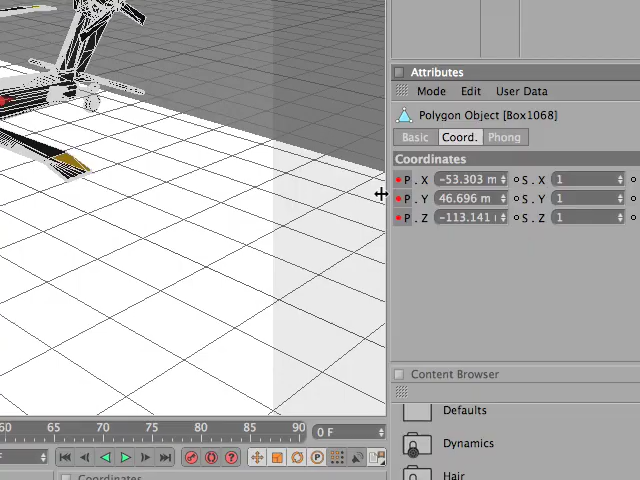 Attributes
Mode Edit User Data
Polygon Object [Box1068]
Basic Coord. Phong
Coordinates
P . X -53.303 m S . X 1
P . Y 46.696 m S . Y 1
P . Z -113.141 S . Z 1
Content Browser
Defaults
Dynamics
Hair
60 65 70 75 80 85 90 0 F
F
P
Coordinates